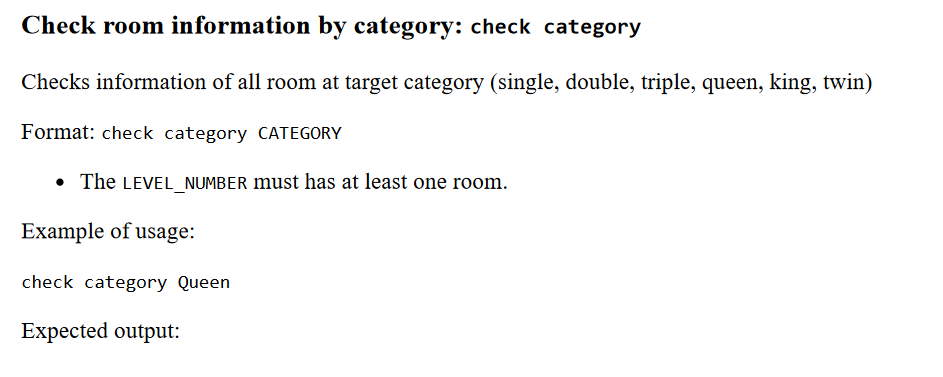 Check room information by category: check category
Checks information of all room at target category (single, double, triple, queen, king, twin)
Format: check category CATEGORY
• The LEVEL_NUMBER must has at least one room.
Example of usage:
check category Queen
Expected output: